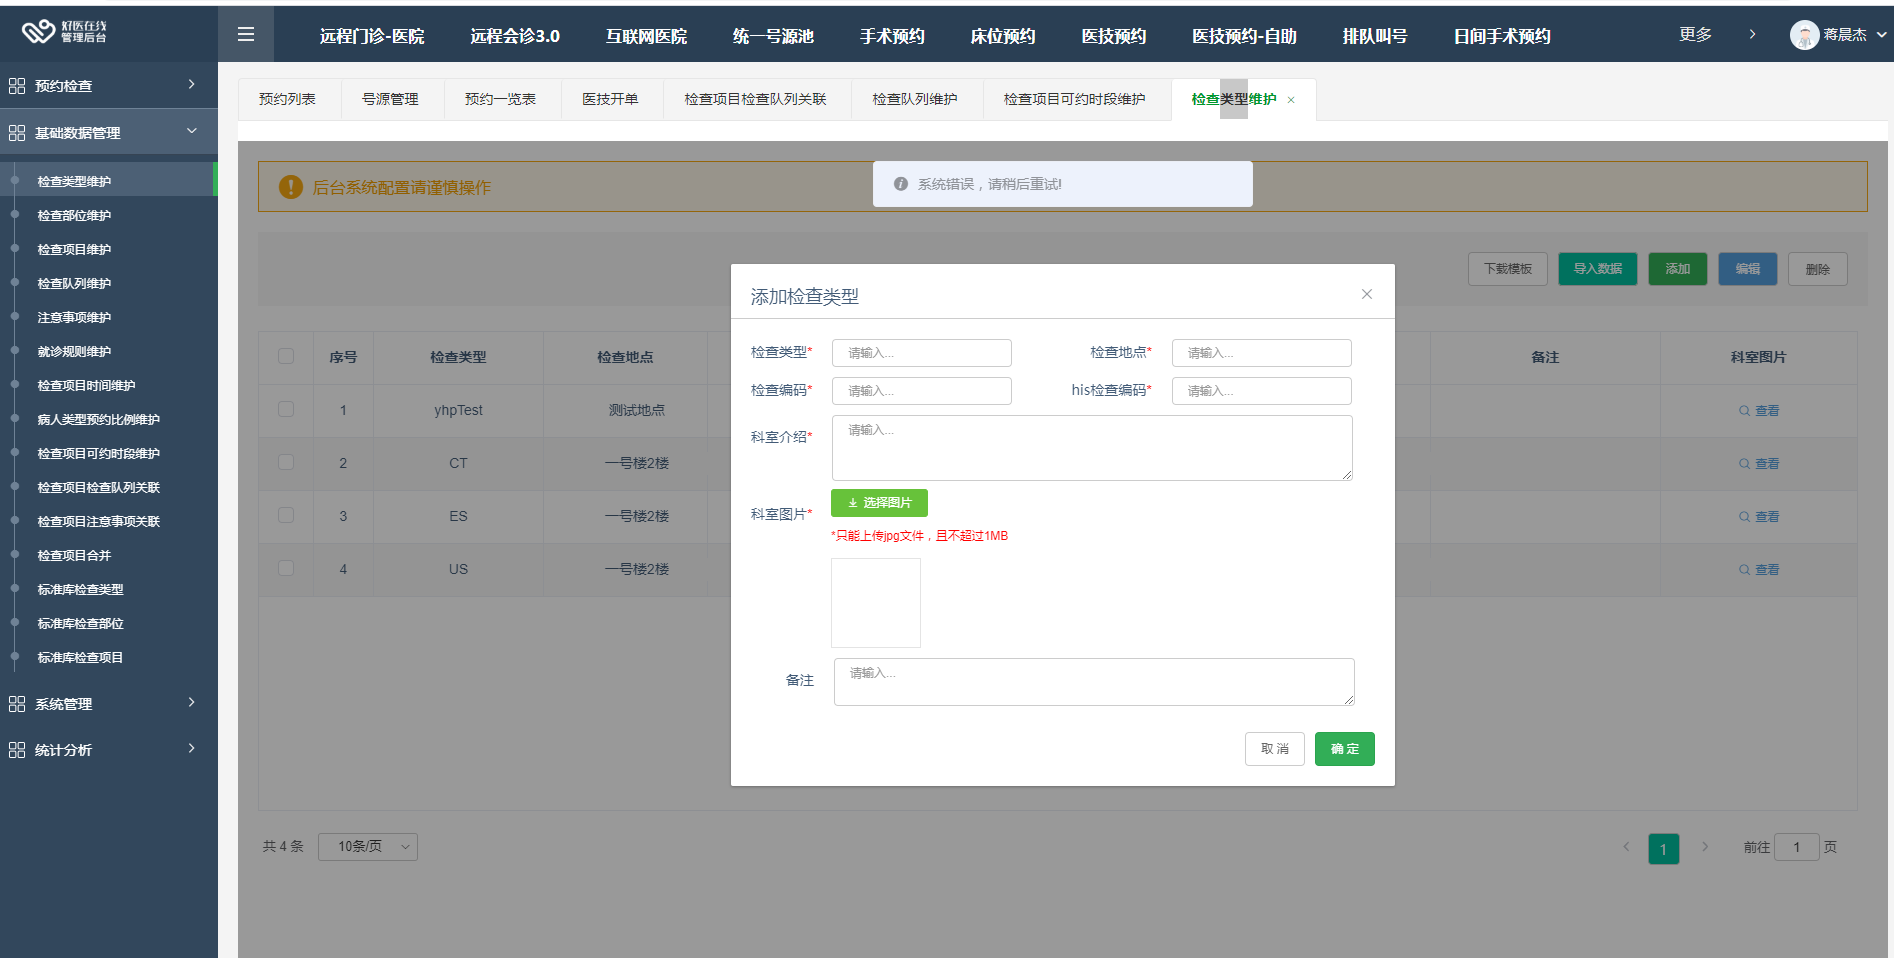 好医在线
管理后台
远程门诊-医院 远程会诊3.0 互联网医院 统一号源池 手术预约 床位预约 医技预约 医技预约-自助 排队叫号 日间手术预约 更多 蒋晨杰
预约检查
基础数据管理
检查类型维护
检查部位维护
检查项目维护
检查队列维护
注意事项维护
就诊规则维护
检查项目时间维护
病人类型预约比例维护
检查项目可约时段维护
检查项目检查队列关联
检查项目注意事项关联
检查项目合并
标准库检查类型
标准库检查部位
标准库检查项目
系统管理
统计分析
预约列表 号源管理 预约一览表 医技开单 检查项目检查队列关联 检查队列维护 检查项目可约时段维护 检查类型维护 ×
后台系统配置请谨慎操作
系统错误，请稍后重试!
下载模板 导入数据 添加 编辑 删除
序号 检查类型 检查地点 备注 科室图片
1 yhpTest 测试地点 查看
2 CT 一号楼2楼 查看
3 ES 一号楼2楼 查看
4 US 一号楼2楼 查看
添加检查类型
检查类型* 请输入... 检查地点* 请输入...
检查编码* 请输入... his检查编码* 请输入...
科室介绍* 请输入...
科室图片* 选择图片
*只能上传jpg文件，且不超过1MB
备注 请输入...
取 消 确 定
共 4 条 10条/页 1 前往 1 页